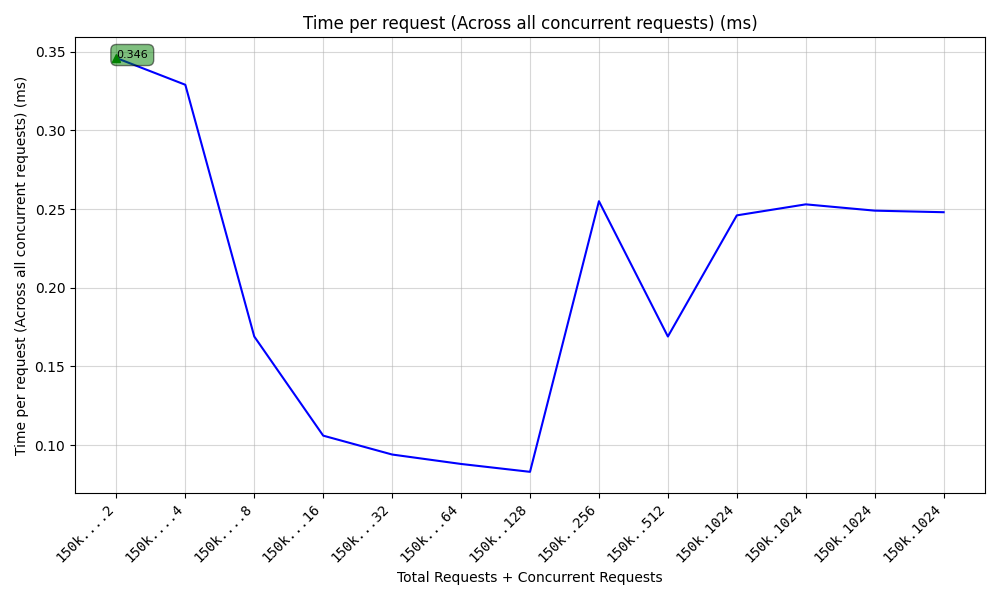 Time per request (Across all concurrent requests) (ms)
Time per request (Across all concurrent requests) (ms)
0.35
0.30
0.25
0.20
0.15
0.10
0.346
150k....2
150k....4
150k....8
150k...16
150k...32
150k...64
150k..128
150k..256
150k..512
150k.1024
150k.1024
150k.1024
150k.1024
Total Requests + Concurrent Requests